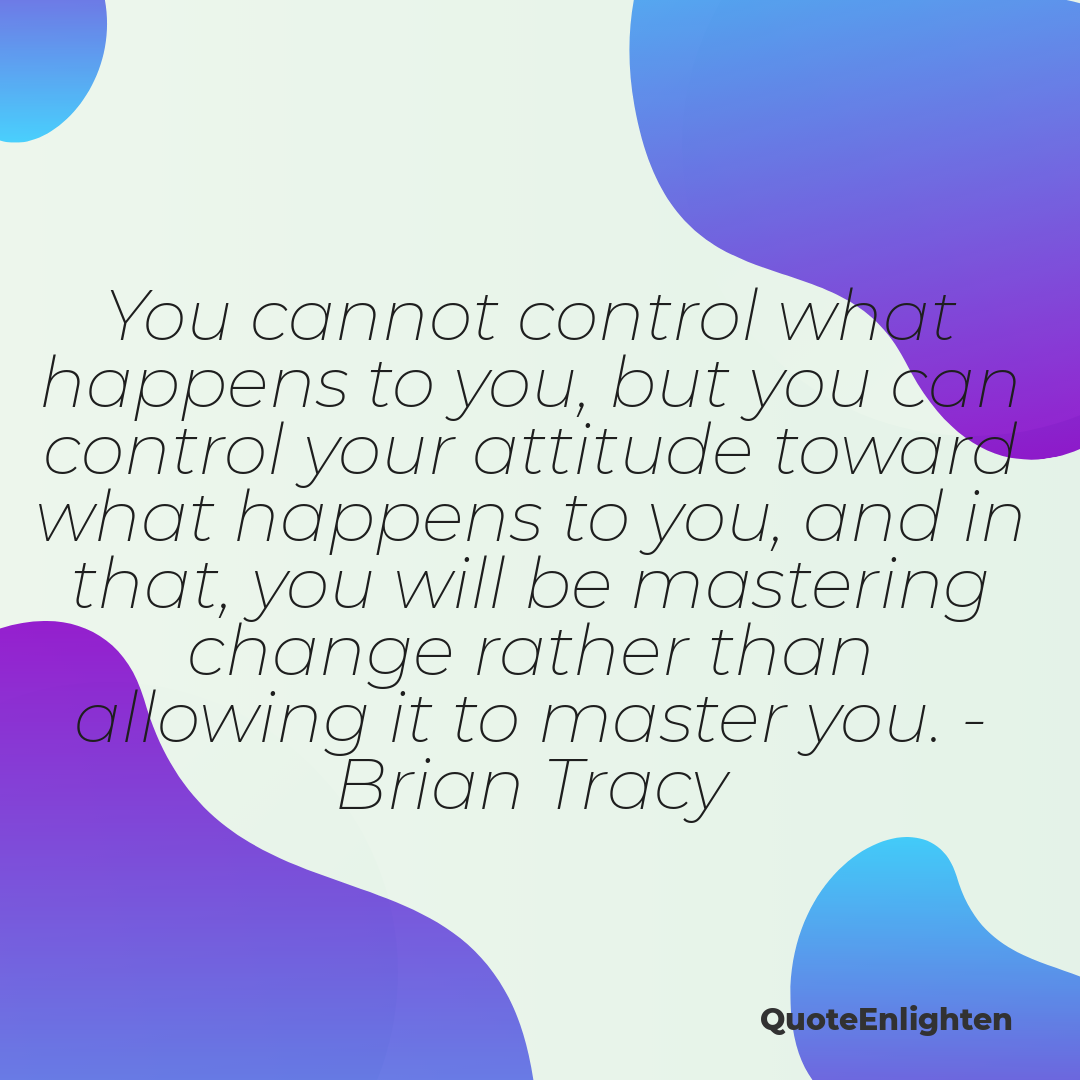 You cannot control what
happens to you, but you can
control your attitude toward
what happens to you, and in
that, you will be mastering
change rather than
allowing it to master you. -
Brian Tracy
QuoteEnlighten